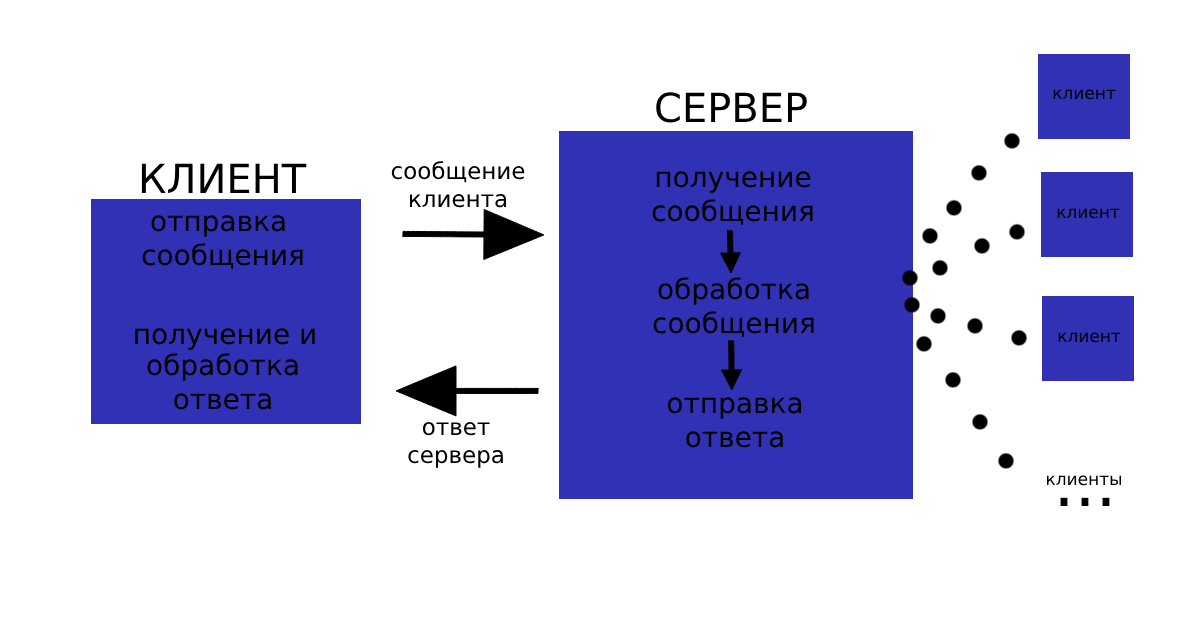 КЛИЕНТ
отправка
сообщения
получение и
обработка
ответа
сообщение
клиента
ответ
сервера
СЕРВЕР
получение
сообщения
обработка
сообщения
отправка
ответа
клиент
клиент
клиент
клиенты
...